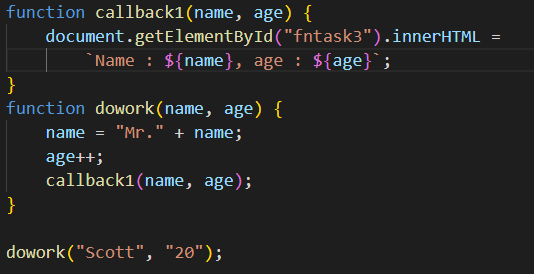 function callback1(name, age) {
    document.getElementById("fntask3").innerHTML =
        `Name : ${name}, age : ${age}`;
}
function dowork(name, age) {
    name = "Mr." + name;
    age++;
    callback1(name, age);
}

dowork("Scott", "20");